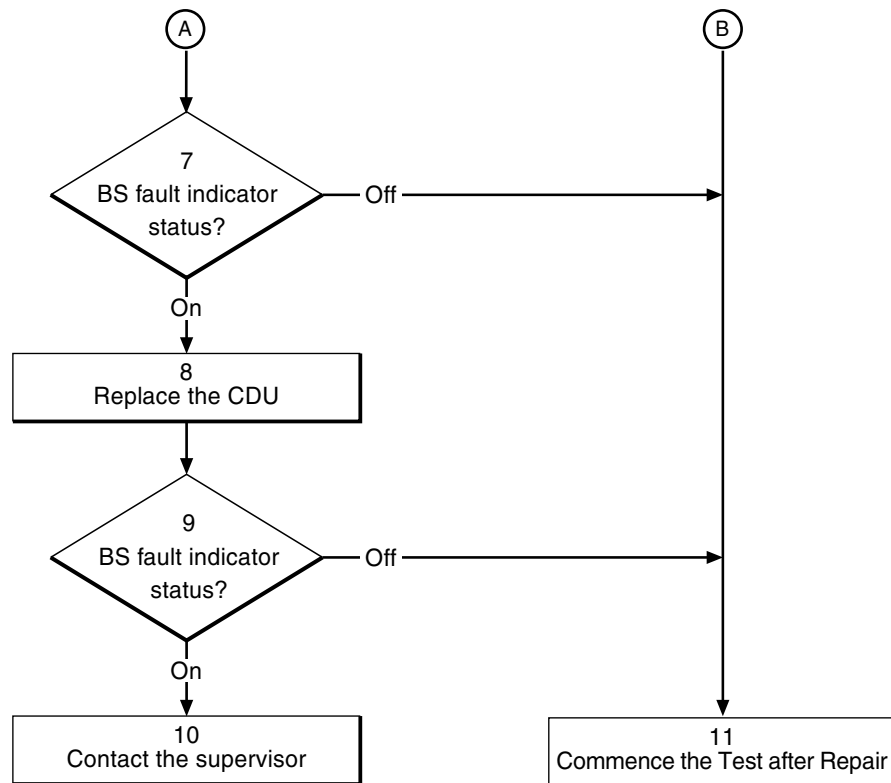 A
B
7
BS fault indicator
status?
Off
On
8
Replace the CDU
9
BS fault indicator
status?
Off
On
10
Contact the supervisor
11
Commence the Test after Repair